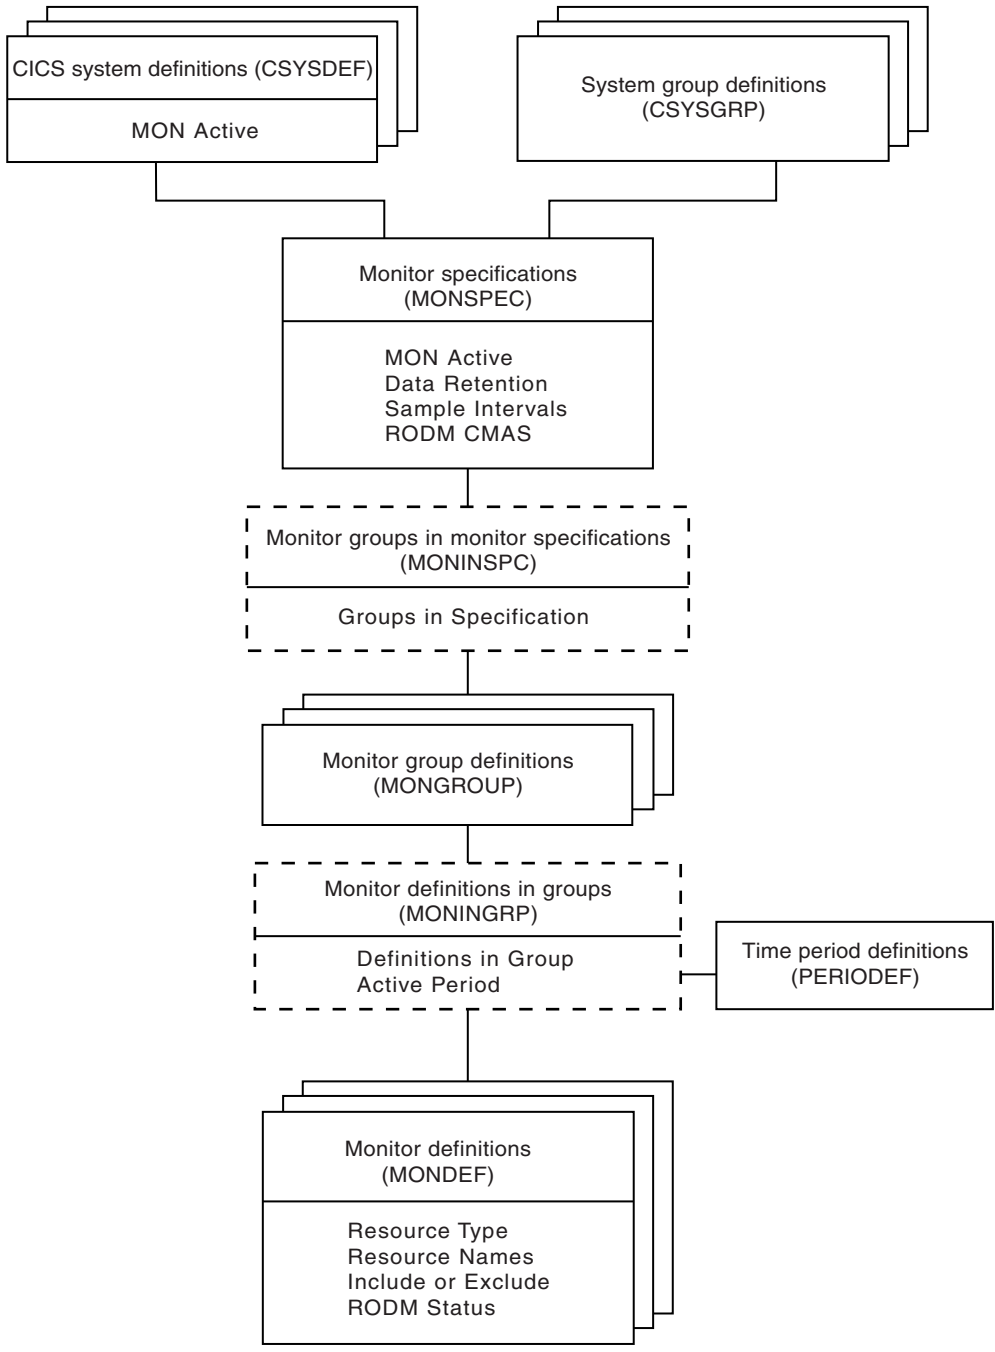 CICS system definitions (CSYSDEF)
MON Active
System group definitions
(CSYSGRP)
Monitor specifications
(MONSPEC)
MON Active
Data Retention
Sample Intervals
RODM CMAS
Monitor groups in monitor specifications
(MONINSPC)
Groups in Specification
Monitor group definitions
(MONGROUP)
Monitor definitions in groups
(MONINGRP)
Definitions in Group
Active Period
Time period definitions
(PERIODEF)
Monitor definitions
(MONDEF)
Resource Type
Resource Names
Include or Exclude
RODM Status